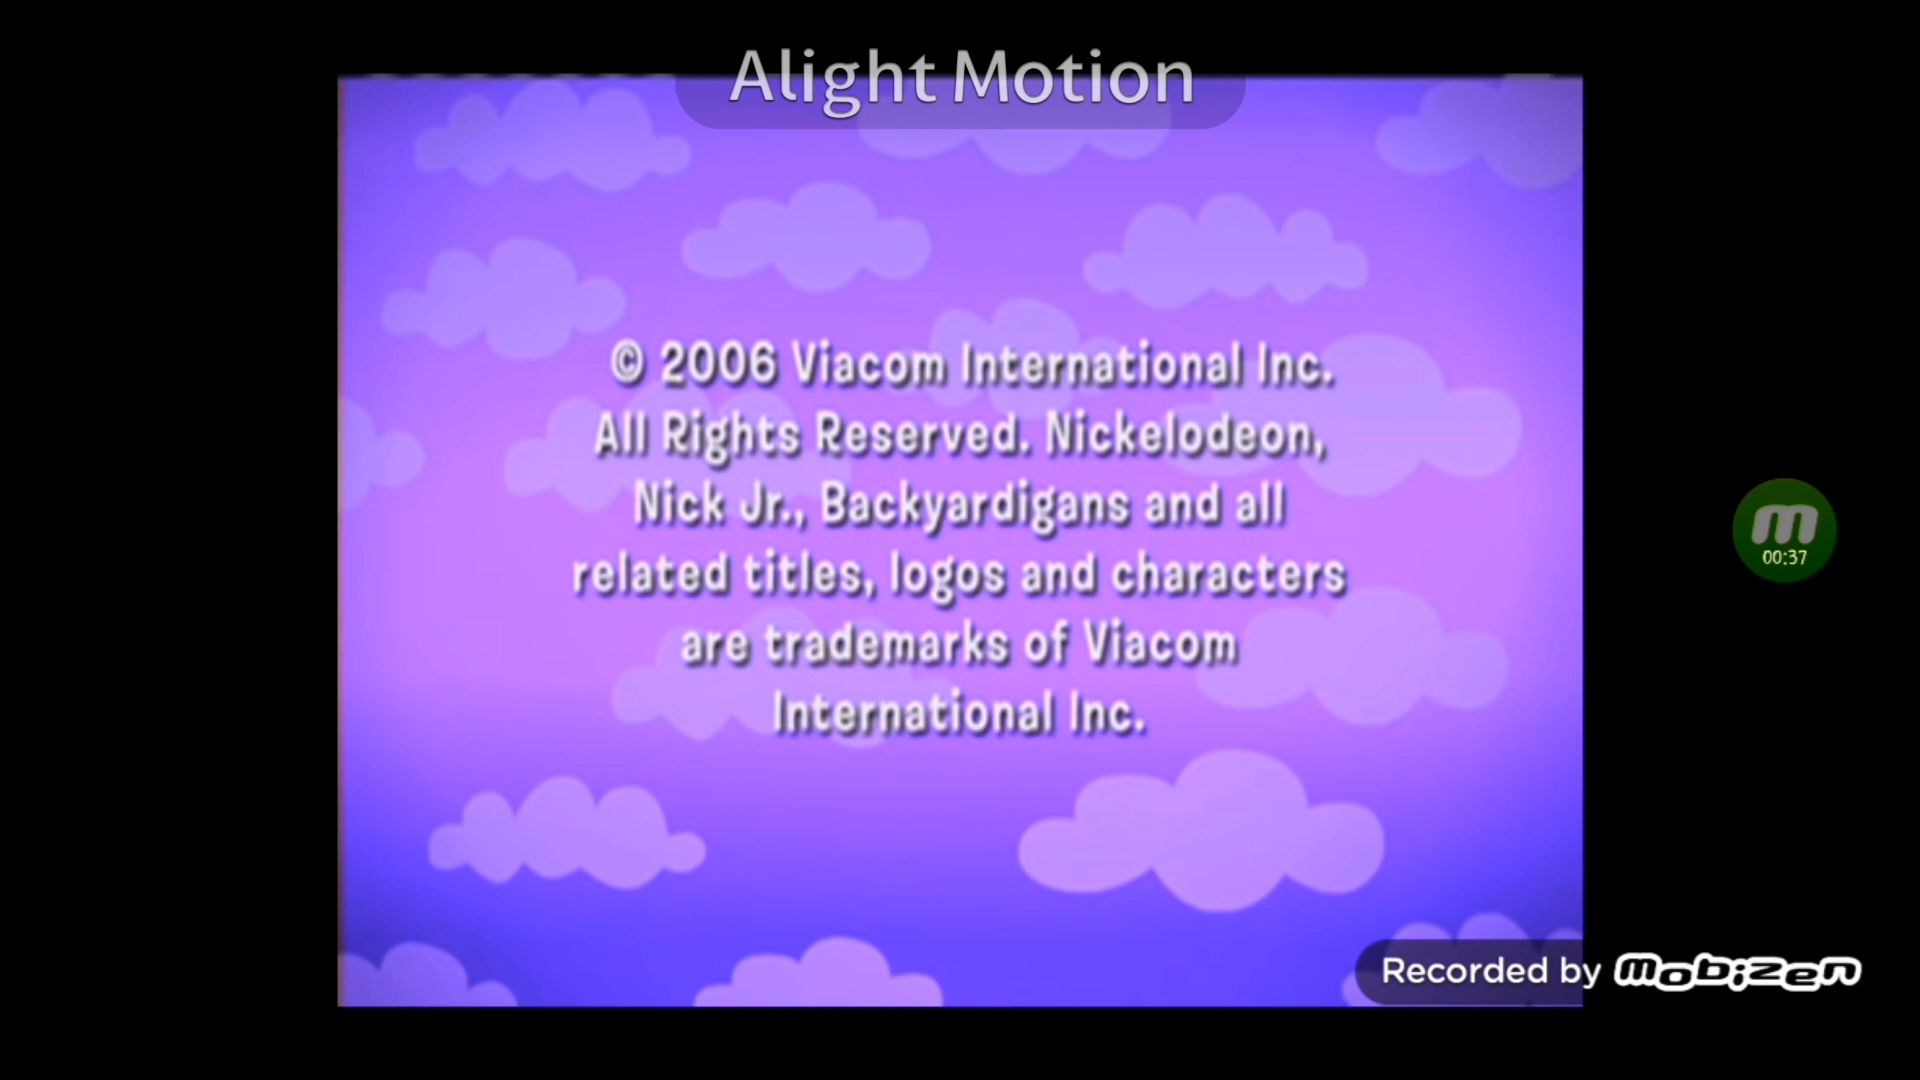 Alight Motion
© 2006 Viacom International Inc.
All Rights Reserved. Nickelodeon,
Nick Jr., Backyardigans and all
related titles, logos and characters
are trademarks of Viacom
International Inc.
m
00:37
Recorded by mobizen